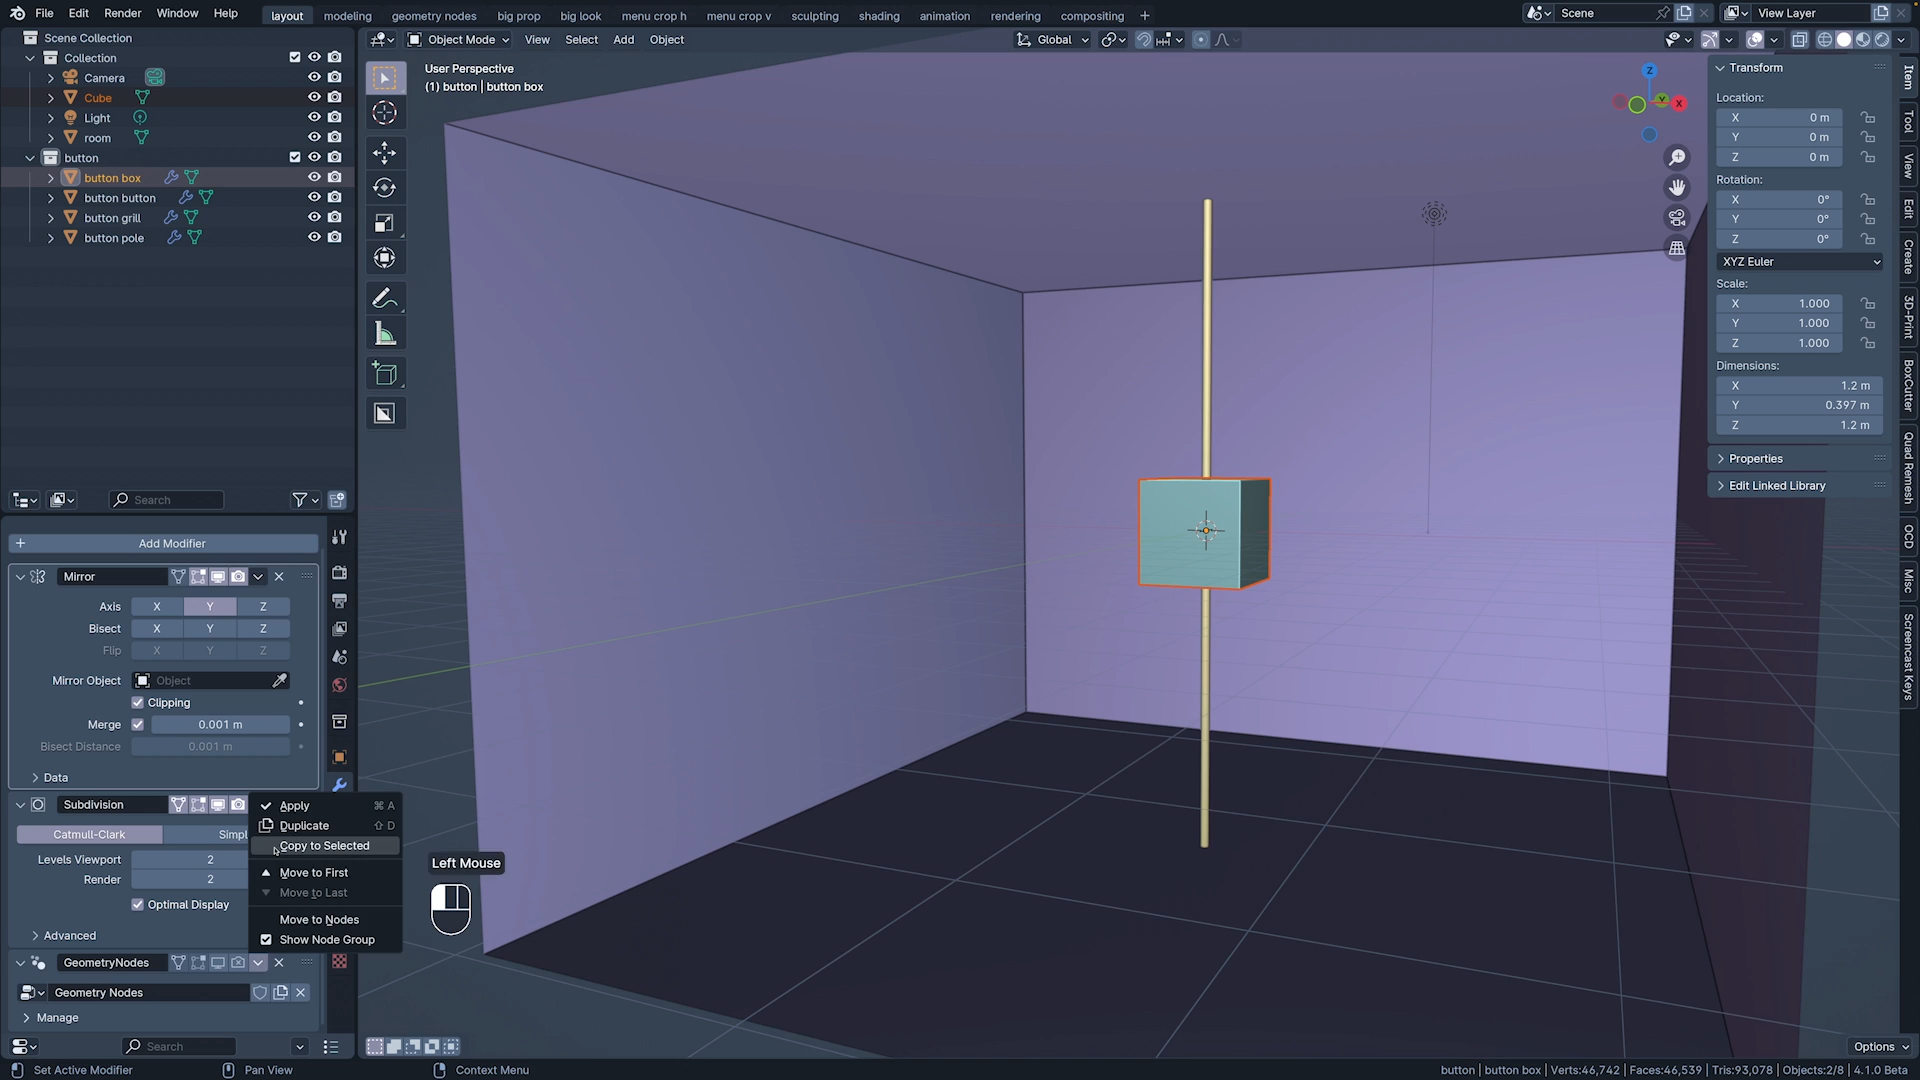 File Edit Render Window Help layout modeling geometry nodes big prop big look menu crop h menu crop v sculpting shading animation rendering compositing + Scene View Layer
Scene Collection
Collection
Camera
Cube
Light
room
button
button box
button button
button grill
button pole
Search
Object Mode View Select Add Object Global
User Perspective
(1) button | button box
Z
Y
X
Transform
Location:
X 0 m
Y 0 m
Z 0 m
Rotation:
X 0°
Y 0°
Z 0°
XYZ Euler
Scale:
X 1.000
Y 1.000
Z 1.000
Dimensions:
X 1.2 m
Y 0.397 m
Z 1.2 m
Properties
Edit Linked Library
Item
Tool
View
Edit
Create
3D-Print
BoxCutter
Quad Remesh
OCD
Misc
Screencast Keys
+ Add Modifier
Mirror
Axis X Y Z
Bisect X Y Z
Flip X Y Z
Mirror Object Object
Clipping
Merge 0.001 m
Bisect Distance 0.001 m
Data
Subdivision
Catmull-Clark Simpl
Levels Viewport 2
Render 2
Optimal Display
Advanced
GeometryNodes
Geometry Nodes
Manage
Search
Apply ⌘ A
Duplicate ⇧ D
Copy to Selected
Move to First
Move to Last
Move to Nodes
Show Node Group
Left Mouse
Options
Set Active Modifier Pan View Context Menu button | button box | Verts:46,742 | Faces:46,539 | Tris:93,078 | Objects:2/8 | 4.1.0 Beta